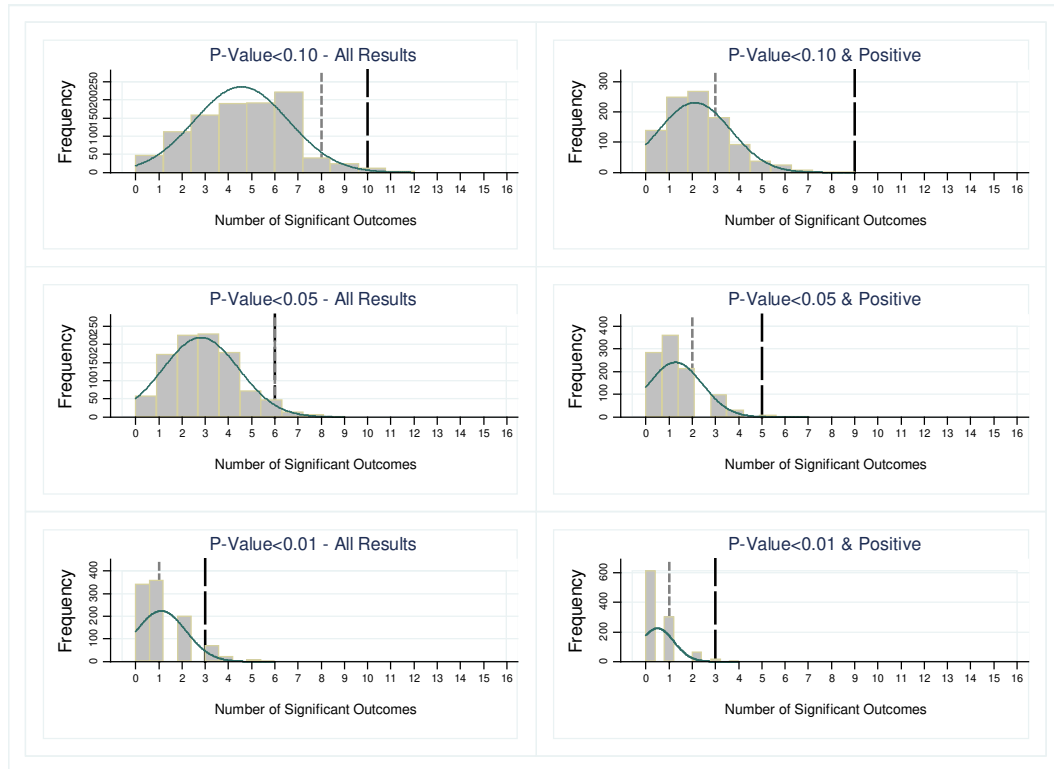 P-Value<0.10 - All Results
Frequency
0 50 100150200250
0 1 2 3 4 5 6 7 8 9 10 11 12 13 14 15 16
Number of Significant Outcomes
P-Value<0.10 & Positive
Frequency
0 100 200 300
0 1 2 3 4 5 6 7 8 9 10 11 12 13 14 15 16
Number of Significant Outcomes
P-Value<0.05 - All Results
Frequency
0 50 100150200250
0 1 2 3 4 5 6 7 8 9 10 11 12 13 14 15 16
Number of Significant Outcomes
P-Value<0.05 & Positive
Frequency
0 100 200 300 400
0 1 2 3 4 5 6 7 8 9 10 11 12 13 14 15 16
Number of Significant Outcomes
P-Value<0.01 - All Results
Frequency
0 100 200 300 400
0 1 2 3 4 5 6 7 8 9 10 11 12 13 14 15 16
Number of Significant Outcomes
P-Value<0.01 & Positive
Frequency
0 200 400 600
0 1 2 3 4 5 6 7 8 9 10 11 12 13 14 15 16
Number of Significant Outcomes